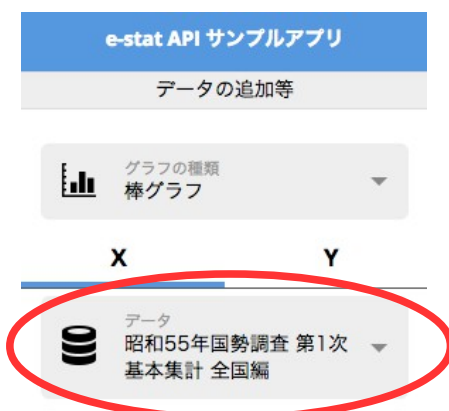 e-stat API サンプルアプリ
データの追加等
グラフの種類
棒グラフ
X Y
データ
昭和55年国勢調査 第1次
基本集計 全国編